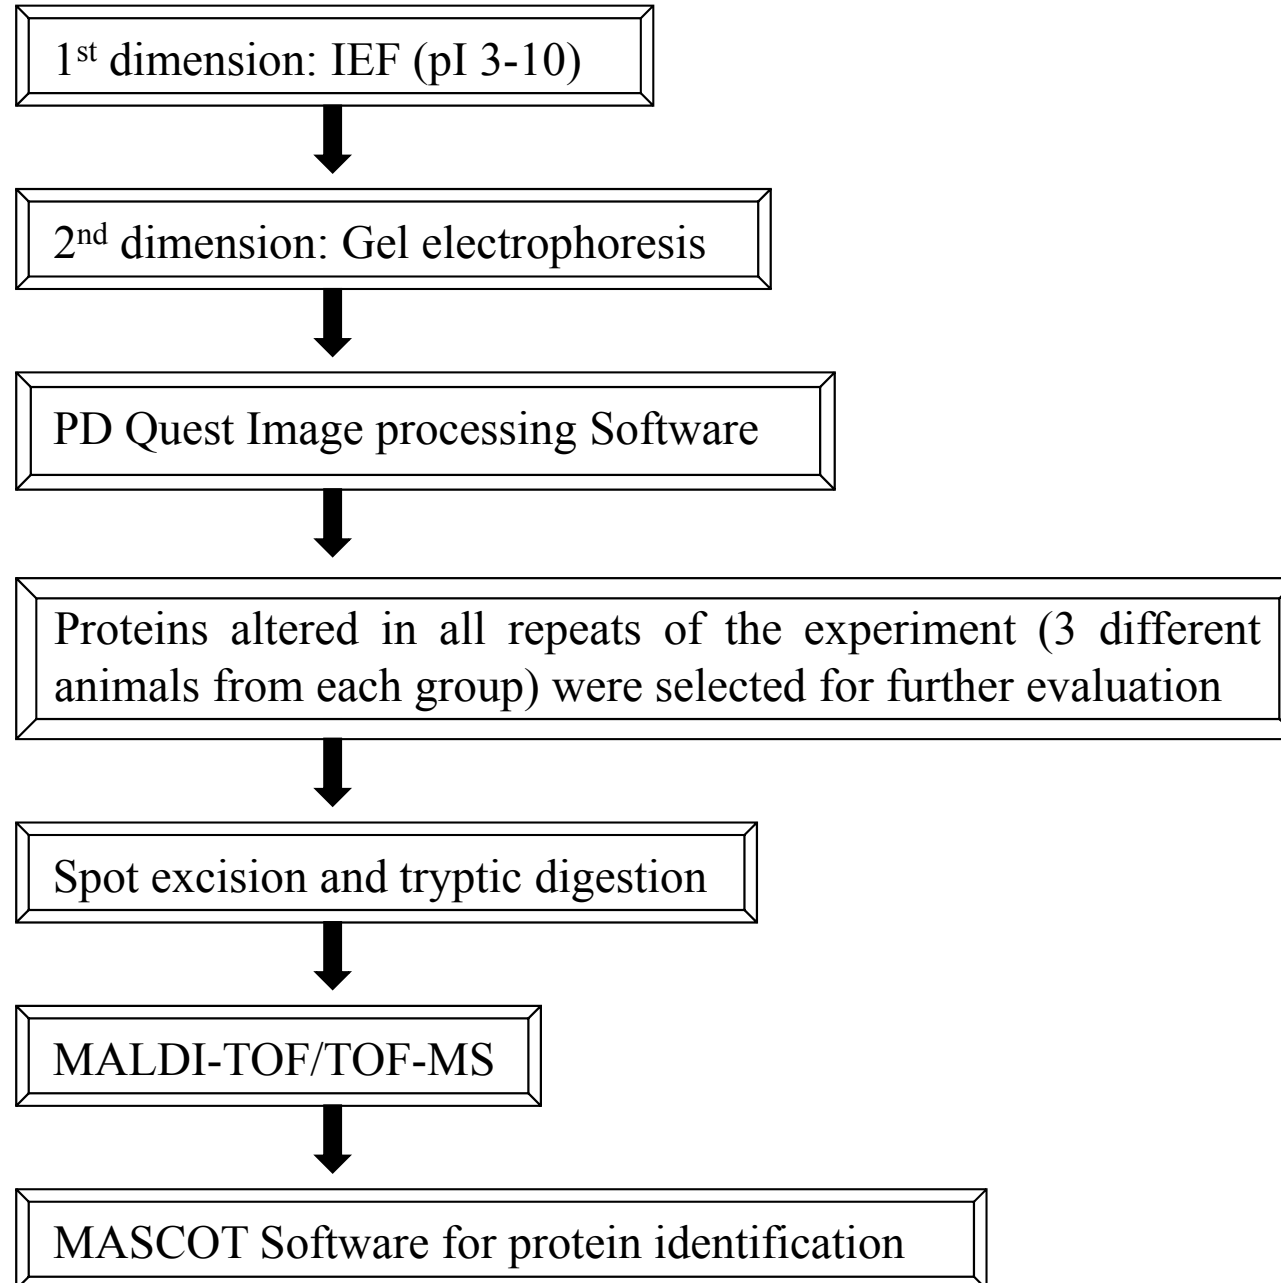 1st dimension: IEF (pI 3-10)
2nd dimension: Gel electrophoresis
PD Quest Image processing Software
Proteins altered in all repeats of the experiment (3 different
animals from each group) were selected for further evaluation
Spot excision and tryptic digestion
MALDI-TOF/TOF-MS
MASCOT Software for protein identification